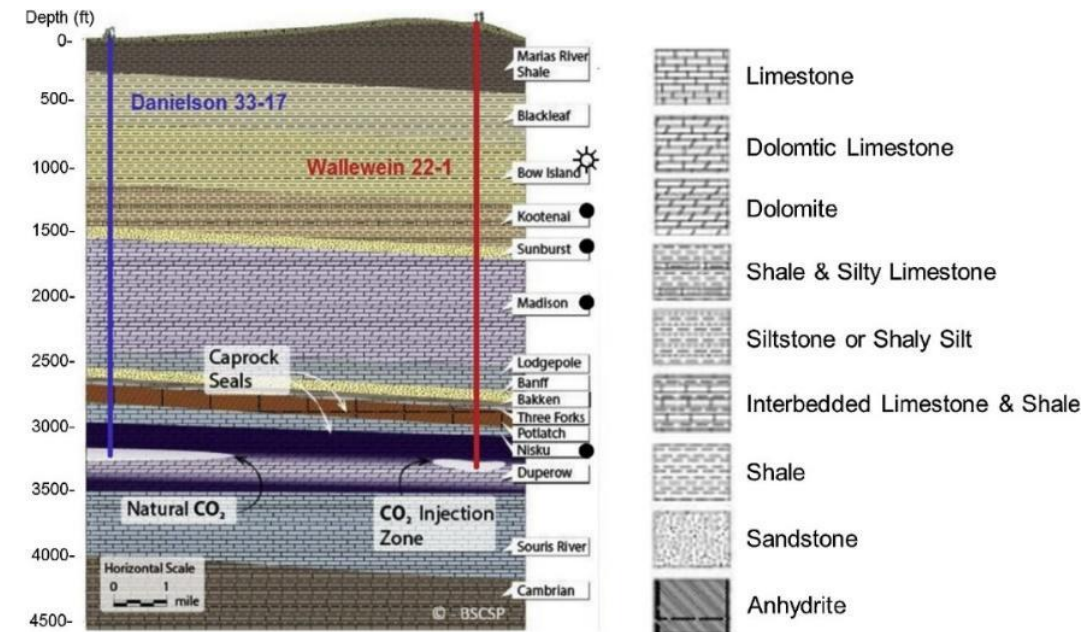 Depth (ft)
0-
500-
1000-
1500-
2000-
2500-
3000-
3500-
4000-
4500-
Danielson 33-17
Wallewein 22-1
Caprock
Seals
Natural CO₂
CO₂ Injection
Zone
Horizontal Scale
0 1
mile
© BSCSP
Marias River
Shale
Blackleaf
Bow Island
Kootenai
Sunburst
Madison
Lodgepole
Banff
Bakken
Three Forks
Potlatch
Nisku
Duperow
Souris River
Cambrian
Limestone
Dolomtic Limestone
Dolomite
Shale & Silty Limestone
Siltstone or Shaly Silt
Interbedded Limestone & Shale
Shale
Sandstone
Anhydrite